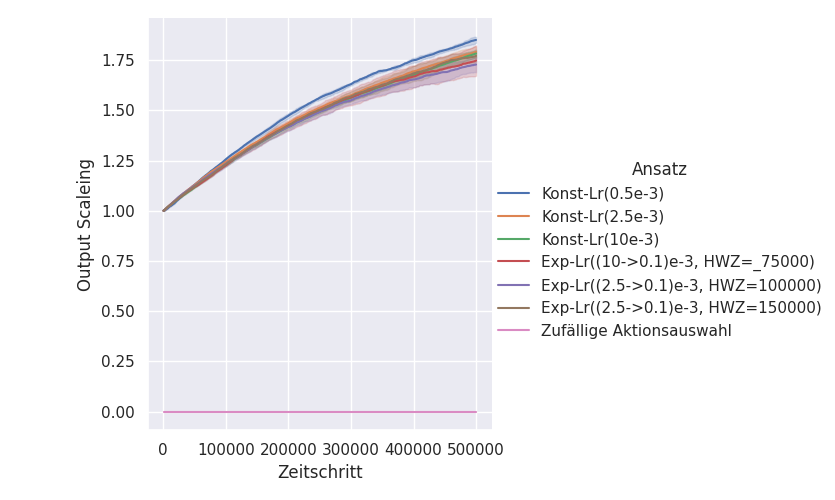 1.75
1.50
1.25
1.00
0.75
0.50
0.25
0.00
Output Scaleing
0 100000 200000 300000 400000 500000
Zeitschritt
Ansatz
Konst-Lr(0.5e-3)
Konst-Lr(2.5e-3)
Konst-Lr(10e-3)
Exp-Lr((10->0.1)e-3, HWZ=_75000)
Exp-Lr((2.5->0.1)e-3, HWZ=100000)
Exp-Lr((2.5->0.1)e-3, HWZ=150000)
Zufällige Aktionsauswahl